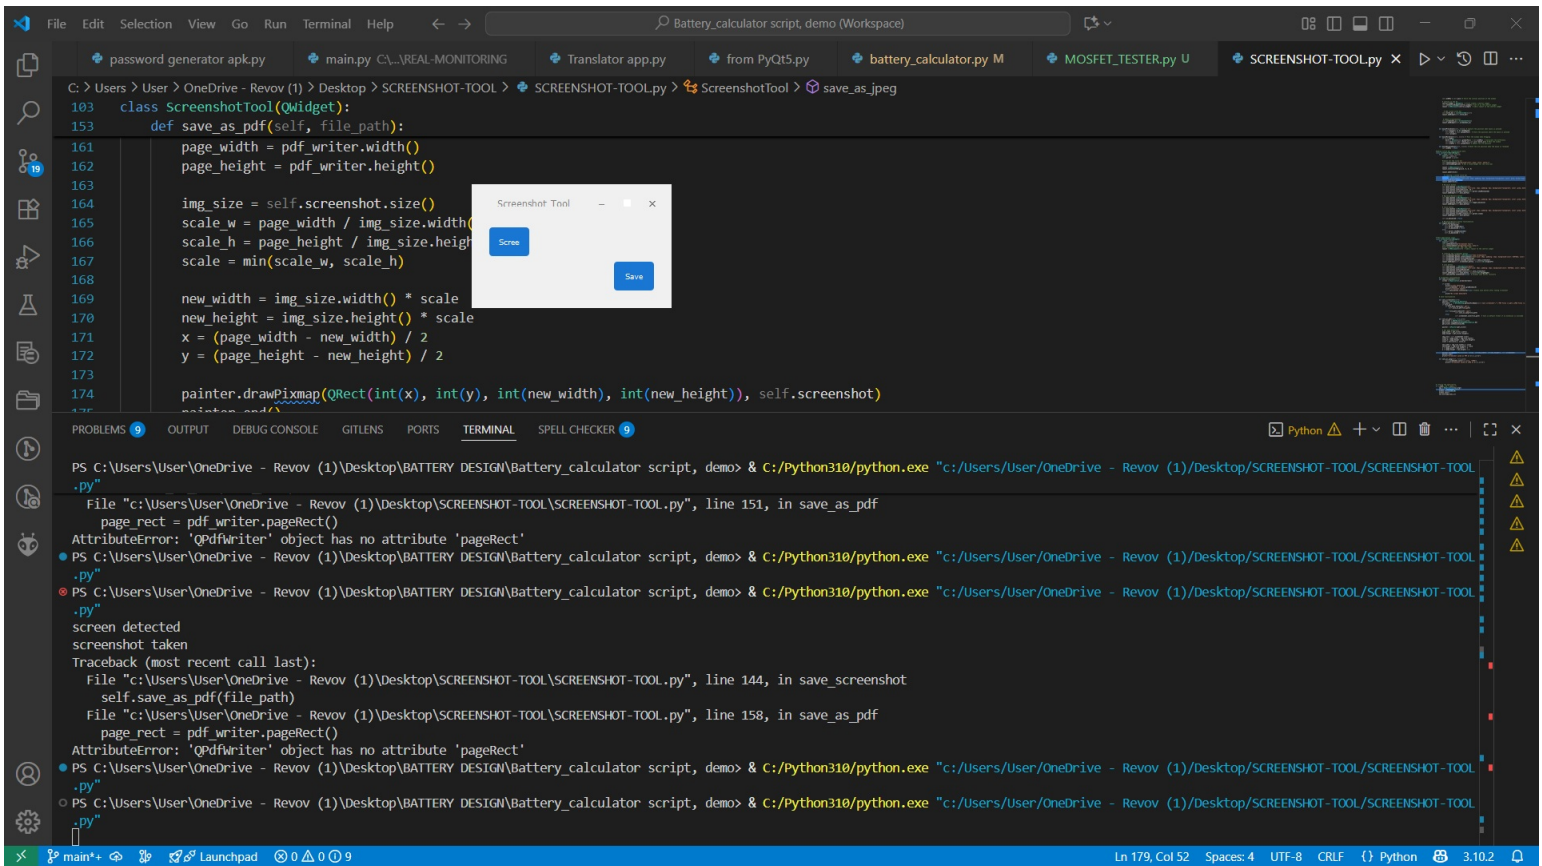 File Edit Selection View Go Run Terminal Help
Battery_calculator script, demo (Workspace)
password generator apk.py
main.py C:\...\REAL-MONITORING
Translator app.py
from PyQt5.py
battery_calculator.py M
MOSFET_TESTER.py U
SCREENSHOT-TOOL.py
C: > Users > User > OneDrive - Revov (1) > Desktop > SCREENSHOT-TOOL > SCREENSHOT-TOOL.py > ScreenshotTool > save_as_jpeg
103 class ScreenshotTool(QWidget):
153 def save_as_pdf(self, file_path):
161 page_width = pdf_writer.width()
162 page_height = pdf_writer.height()
163
164 img_size = self.screenshot.size()
165 scale_w = page_width / img_size.width(
166 scale_h = page_height / img_size.heigh
167 scale = min(scale_w, scale_h)
168
169 new_width = img_size.width() * scale
170 new_height = img_size.height() * scale
171 x = (page_width - new_width) / 2
172 y = (page_height - new_height) / 2
173
174 painter.drawPixmap(QRect(int(x), int(y), int(new_width), int(new_height)), self.screenshot)
175 painter.end()
Screenshot Tool
Scree
Save
19
PROBLEMS 9 OUTPUT DEBUG CONSOLE GITLENS PORTS TERMINAL SPELL CHECKER 9
Python
PS C:\Users\User\OneDrive - Revov (1)\Desktop\BATTERY DESIGN\Battery_calculator script, demo> & C:/Python310/python.exe "c:/Users/User/OneDrive - Revov (1)/Desktop/SCREENSHOT-TOOL/SCREENSHOT-TOOL
.py"
File "c:\Users\User\OneDrive - Revov (1)\Desktop\SCREENSHOT-TOOL\SCREENSHOT-TOOL.py", line 151, in save_as_pdf
page_rect = pdf_writer.pageRect()
AttributeError: 'QPdfWriter' object has no attribute 'pageRect'
PS C:\Users\User\OneDrive - Revov (1)\Desktop\BATTERY DESIGN\Battery_calculator script, demo> & C:/Python310/python.exe "c:/Users/User/OneDrive - Revov (1)/Desktop/SCREENSHOT-TOOL/SCREENSHOT-TOOL
.py"
PS C:\Users\User\OneDrive - Revov (1)\Desktop\BATTERY DESIGN\Battery_calculator script, demo> & C:/Python310/python.exe "c:/Users/User/OneDrive - Revov (1)/Desktop/SCREENSHOT-TOOL/SCREENSHOT-TOOL
.py"
screen detected
screenshot taken
Traceback (most recent call last):
File "c:\Users\User\OneDrive - Revov (1)\Desktop\SCREENSHOT-TOOL\SCREENSHOT-TOOL.py", line 144, in save_screenshot
self.save_as_pdf(file_path)
File "c:\Users\User\OneDrive - Revov (1)\Desktop\SCREENSHOT-TOOL\SCREENSHOT-TOOL.py", line 158, in save_as_pdf
page_rect = pdf_writer.pageRect()
AttributeError: 'QPdfWriter' object has no attribute 'pageRect'
PS C:\Users\User\OneDrive - Revov (1)\Desktop\BATTERY DESIGN\Battery_calculator script, demo> & C:/Python310/python.exe "c:/Users/User/OneDrive - Revov (1)/Desktop/SCREENSHOT-TOOL/SCREENSHOT-TOOL
.py"
PS C:\Users\User\OneDrive - Revov (1)\Desktop\BATTERY DESIGN\Battery_calculator script, demo> & C:/Python310/python.exe "c:/Users/User/OneDrive - Revov (1)/Desktop/SCREENSHOT-TOOL/SCREENSHOT-TOOL
.py"
main*+ Launchpad 0 0 9 Ln 179, Col 52 Spaces: 4 UTF-8 CRLF {} Python 3.10.2